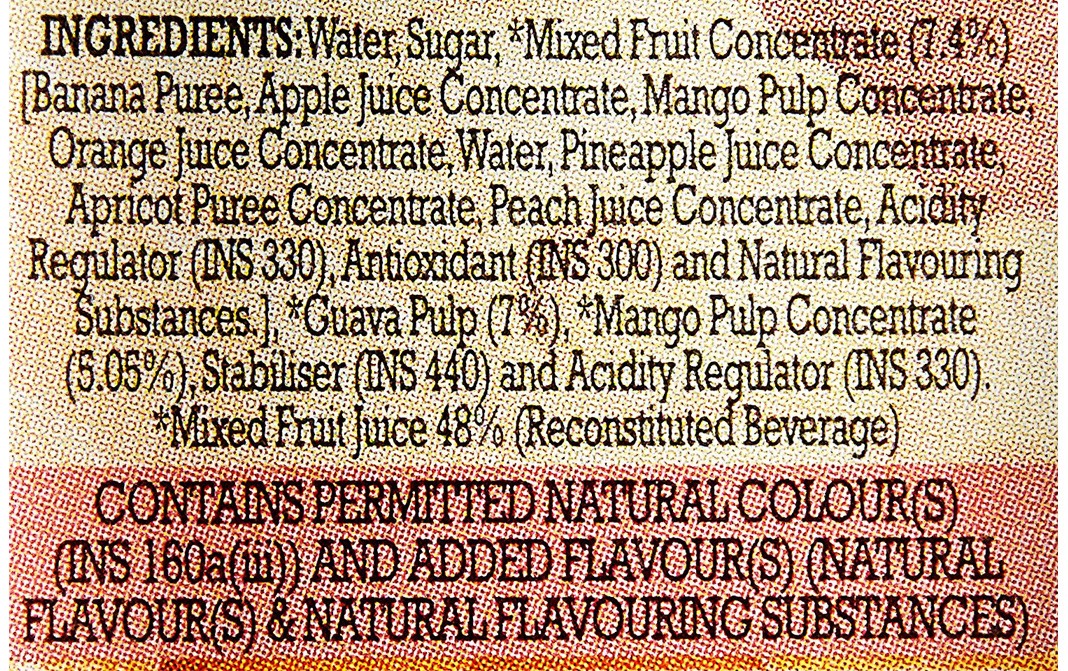 INGREDIENTS: Water, Sugar, *Mixed Fruit Concentrate (7.4%)
[Banana Puree, Apple Juice Concentrate, Mango Pulp Concentrate,
Orange Juice Concentrate, Water, Pineapple Juice Concentrate,
Apricot Puree Concentrate, Peach Juice Concentrate, Acidity
Regulator (INS 330), Antioxidant (INS 300) and Natural Flavouring
Substances.], *Guava Pulp (7%), *Mango Pulp Concentrate
(5.05%), Stabiliser (INS 440) and Acidity Regulator (INS 330).
*Mixed Fruit Juice 48% (Reconstituted Beverage)
CONTAINS PERMITTED NATURAL COLOUR(S)
(INS 160a(iii)) AND ADDED FLAVOUR(S) (NATURAL
FLAVOUR(S) & NATURAL FLAVOURING SUBSTANCES)